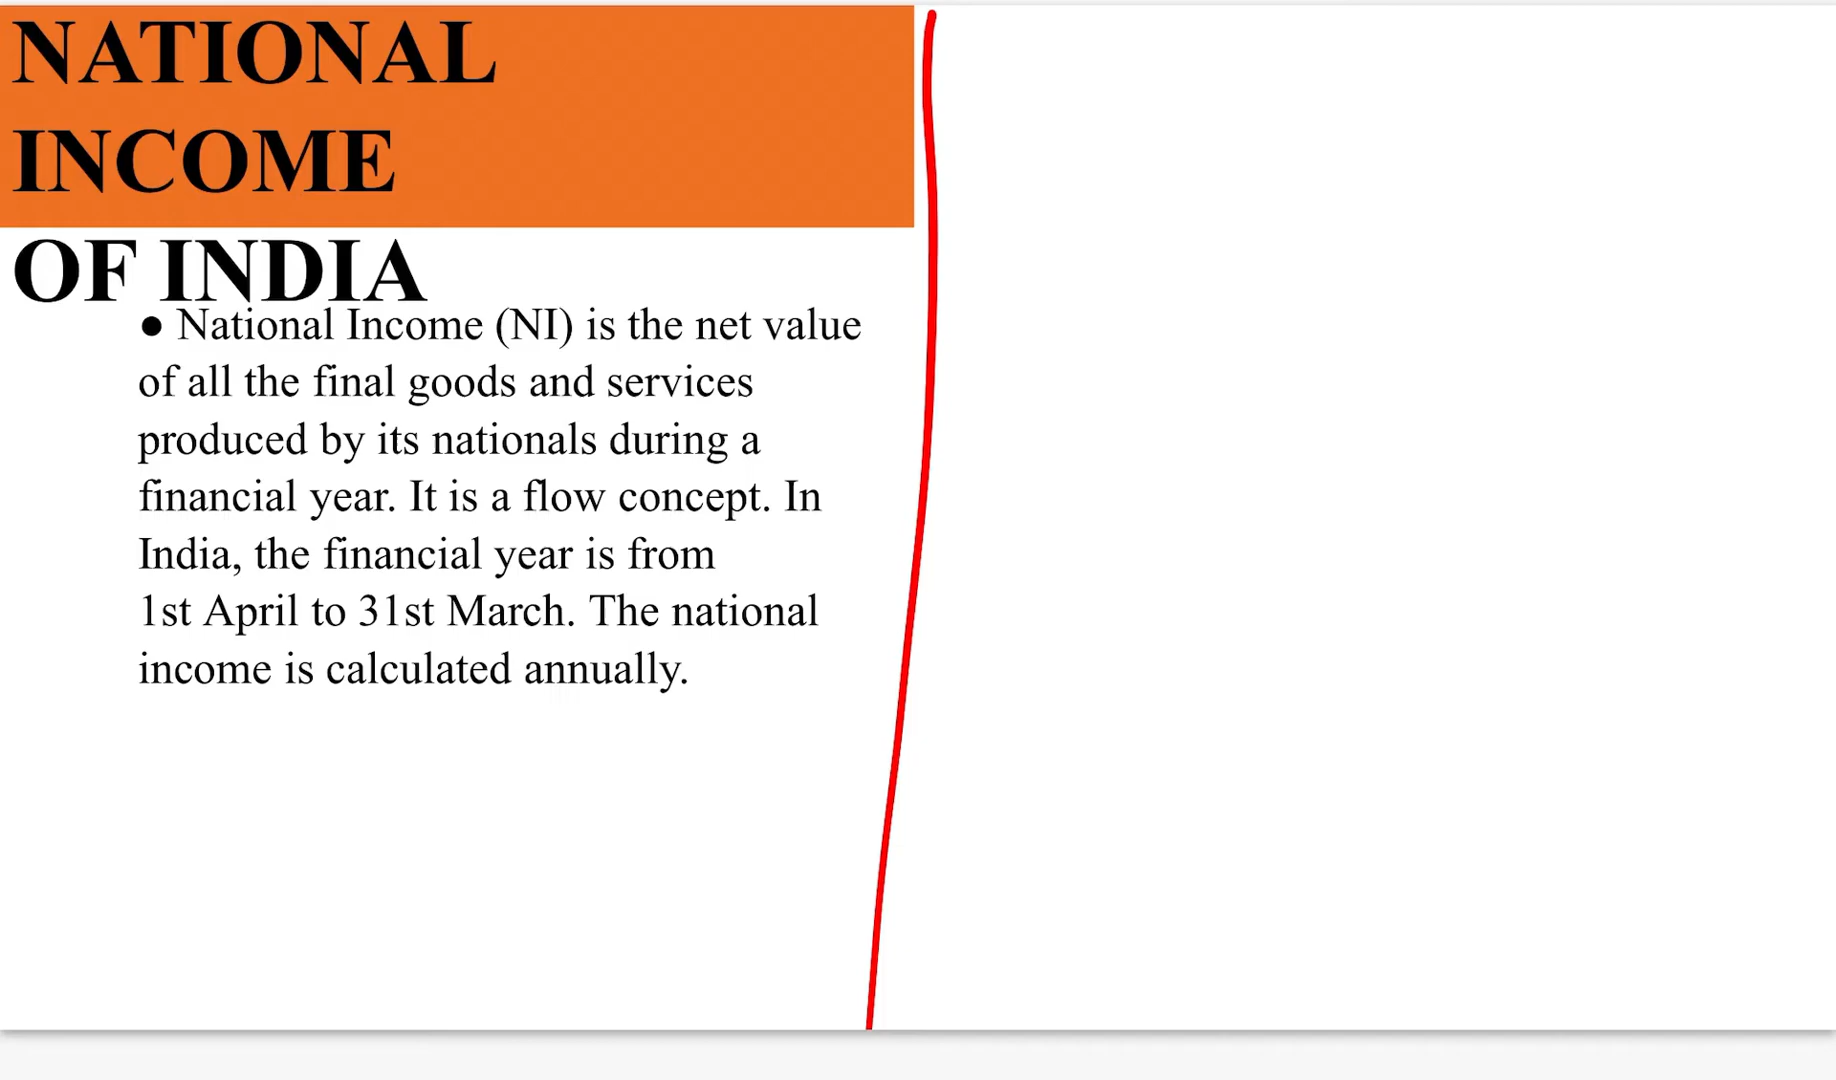 NATIONAL
INCOME
OF INDIA
● National Income (NI) is the net value
of all the final goods and services
produced by its nationals during a
financial year. It is a flow concept. In
India, the financial year is from
1st April to 31st March. The national
income is calculated annually.